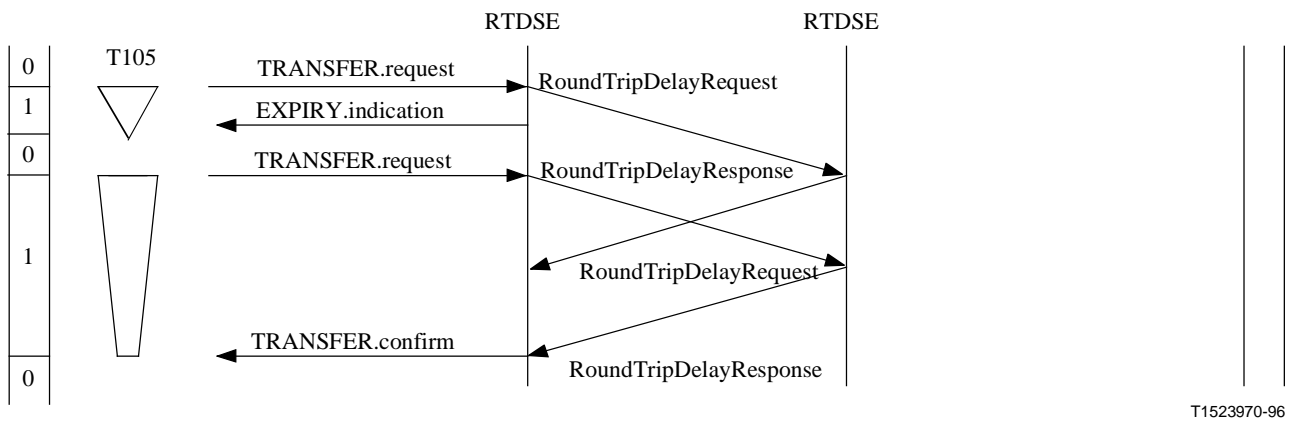 RTDSE RTDSE
0 T105
TRANSFER.request RoundTripDelayRequest
1 EXPIRY.indication
0 TRANSFER.request RoundTripDelayResponse
1 RoundTripDelayRequest
TRANSFER.confirm
0 RoundTripDelayResponse
T1523970-96